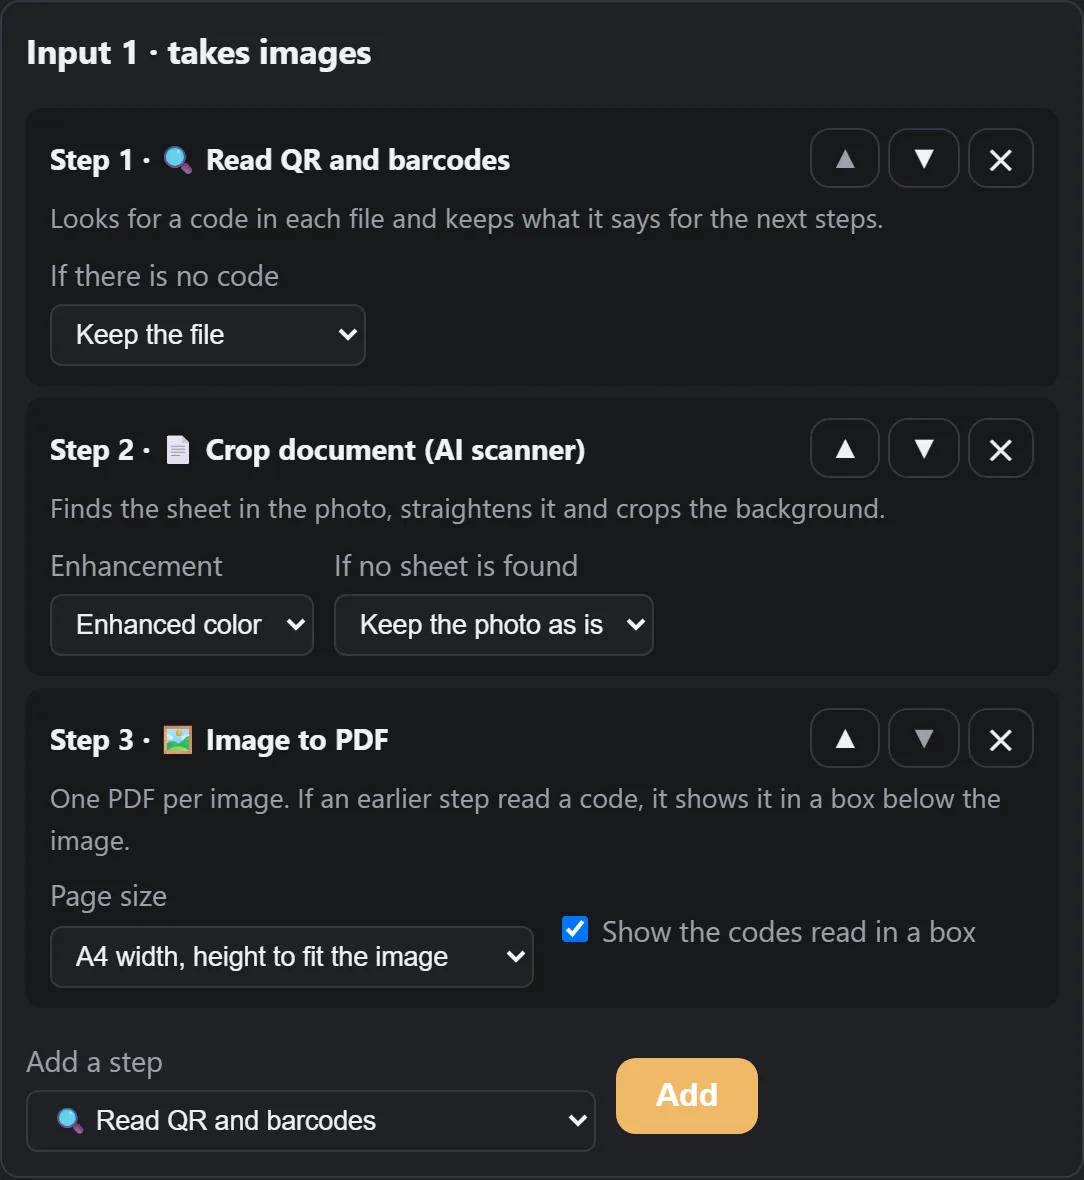 Input 1 · takes images
Step 1 · 🔍 Read QR and barcodes
▲ ▼ ✕
Looks for a code in each file and keeps what it says for the next steps.
If there is no code
Keep the file
Step 2 · 📄 Crop document (AI scanner)
▲ ▼ ✕
Finds the sheet in the photo, straightens it and crops the background.
Enhancement If no sheet is found
Enhanced color Keep the photo as is
Step 3 · 🖼️ Image to PDF
▲ ▼ ✕
One PDF per image. If an earlier step read a code, it shows it in a box below the
image.
Page size
Show the codes read in a box
A4 width, height to fit the image
Add a step
Add
🔍 Read QR and barcodes